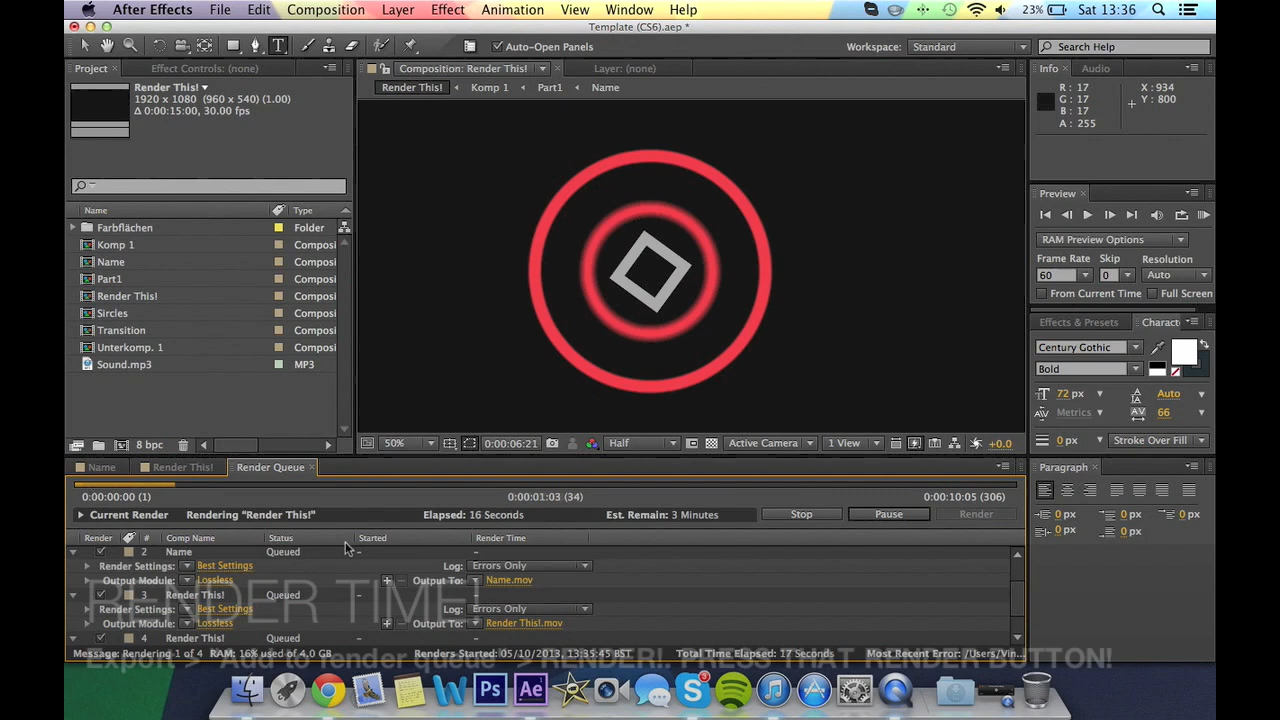 After Effects File Edit Composition Layer Effect Animation View Window Help 23% Sat 13:36
Template (CS6).aep *
T Auto-Open Panels Workspace: Standard Search Help
Project Effect Controls: (none) Composition: Render This! Layer: (none) Info Audio
Render This! Render This! Komp 1 Part1 Name R : 17 X : 934
1920 x 1080 (960 x 540) (1.00) G : 17 Y : 800
Δ 0:00:15:00, 30.00 fps B : 17
A : 255
Preview
Name Type
Farbflächen Folder
Komp 1 Composi RAM Preview Options
Name Composi Frame Rate Skip Resolution
Part1 Composi 60 0 Auto
Render This! Composi From Current Time Full Screen
Sircles Composi Effects & Presets Charact
Transition Composi
Unterkomp. 1 Composi Century Gothic
Sound.mp3 MP3 Bold
72 px Auto
Metrics 66
8 bpc 50% 0:00:06:21 Half Active Camera 1 View +0.0 0 px Stroke Over Fill
Name Render This! Render Queue Paragraph
0:00:00:00 (1) 0:00:01:03 (34) 0:00:10:05 (306)
Current Render Rendering "Render This!" Elapsed: 16 Seconds Est. Remain: 3 Minutes Stop Pause Render 0 px 0 px 0 px
0 px 0 px
Render # Comp Name Status Started Render Time
2 Name Queued – –
Render Settings: Best Settings Log: Errors Only
Output Module: Lossless Output To: Name.mov
3 Render This! Queued – –
RENDER TIME!
Render Settings: Best Settings Log: Errors Only
Output Module: Lossless Output To: Render This!.mov
4 Render This! Queued – –
Message: Rendering 1 of 4 RAM: 16% used of 4.0 GB Renders Started: 05/10/2013, 13:35:45 BST Total Time Elapsed: 17 Seconds Most Recent Error: /Users/Vin...
Export > Add to render queue > RENDER!. PRESS THAT RENDER BUTTON!
Ps Ae 3